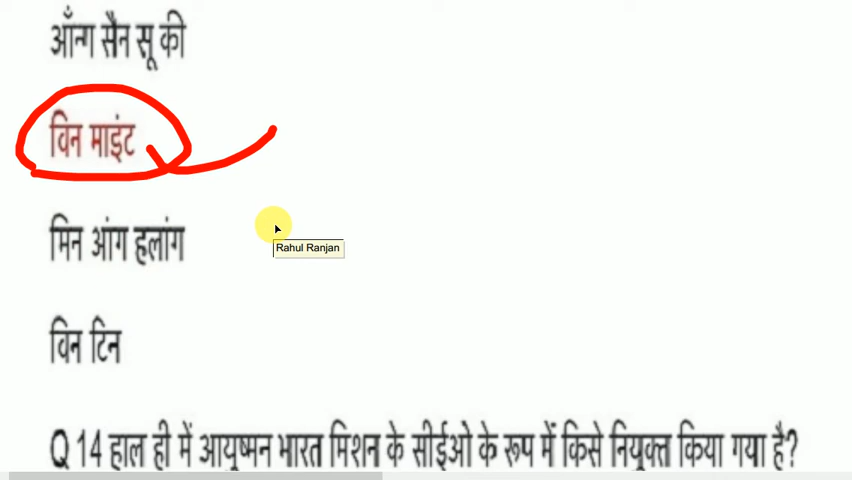 आँन्ग सैन सू की
विन माइंट
मिन आंग हलांग
Rahul Ranjan
विन टिन
Q 14 हाल ही में आयुष्मन भारत मिशन के सीईओ के रूप में किसे नियुक्त किया गया है?